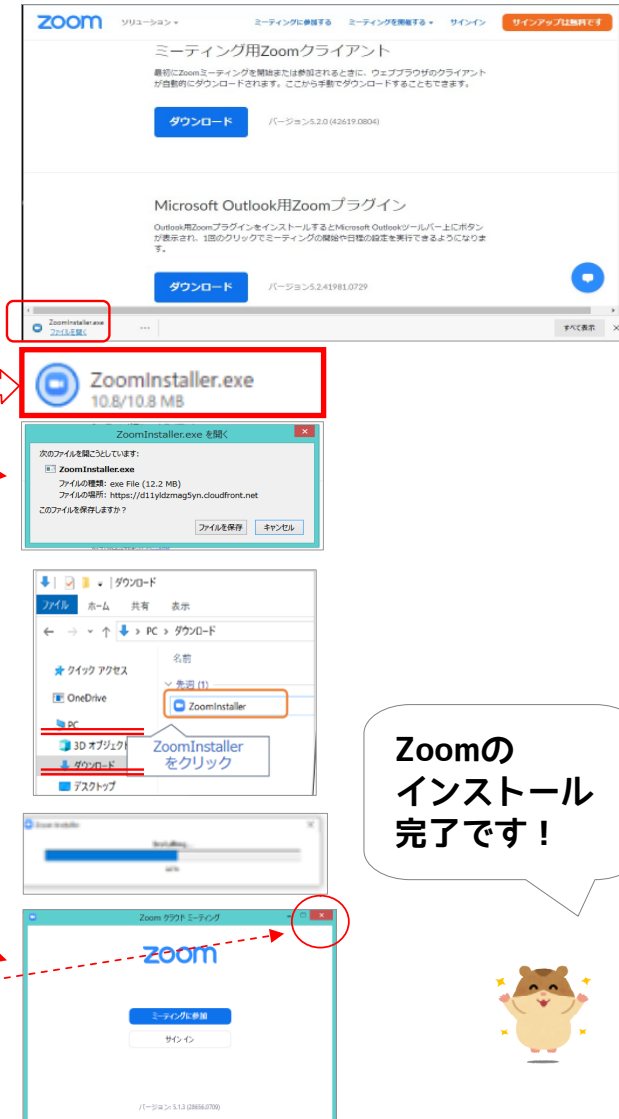 zoom ソリューション ミーティングに参加する ミーティングを開催する サインイン サインアップは無料です
ミーティング用Zoomクライアント
最初にZoomミーティングを開始または参加されるときに、ウェブブラウザのクライアント
が自動的にダウンロードされます。ここから手動でダウンロードすることもできます。
ダウンロード バージョン5.2.0 (42619.0804)
Microsoft Outlook用Zoomプラグイン
Outlook用ZoomプラグインをインストールするとMicrosoft Outlookツールバー上にボタン
が表示され、1回のクリックでミーティングの開始や日程の設定を実行できるようになりま
す。
ダウンロード バージョン5.2.41981.0729
ZoomInstaller.exe
ファイルを開く
すべて表示
ZoomInstaller.exe
10.8/10.8 MB
ZoomInstaller.exe を開く
次のファイルを開こうとしています:
ZoomInstaller.exe
ファイルの種類: exe File (12.2 MB)
ファイルの場所: https://d11yldzmag5yn.cloudfront.net
このファイルを保存しますか？
ファイルを保存 キャンセル
ダウンロード
ファイル ホーム 共有 表示
PC › ダウンロード
名前
クイック アクセス
先週 (1)
OneDrive
ZoomInstaller
PC
3D オブジェクト
ZoomInstaller
をクリック
ダウンロード
デスクトップ
Zoomの
インストール
完了です！
Zoom Installer
Installing...
Zoom クラウド ミーティング
zoom
ミーティングに参加
サイン イン
バージョン: 5.1.3 (28656.0709)